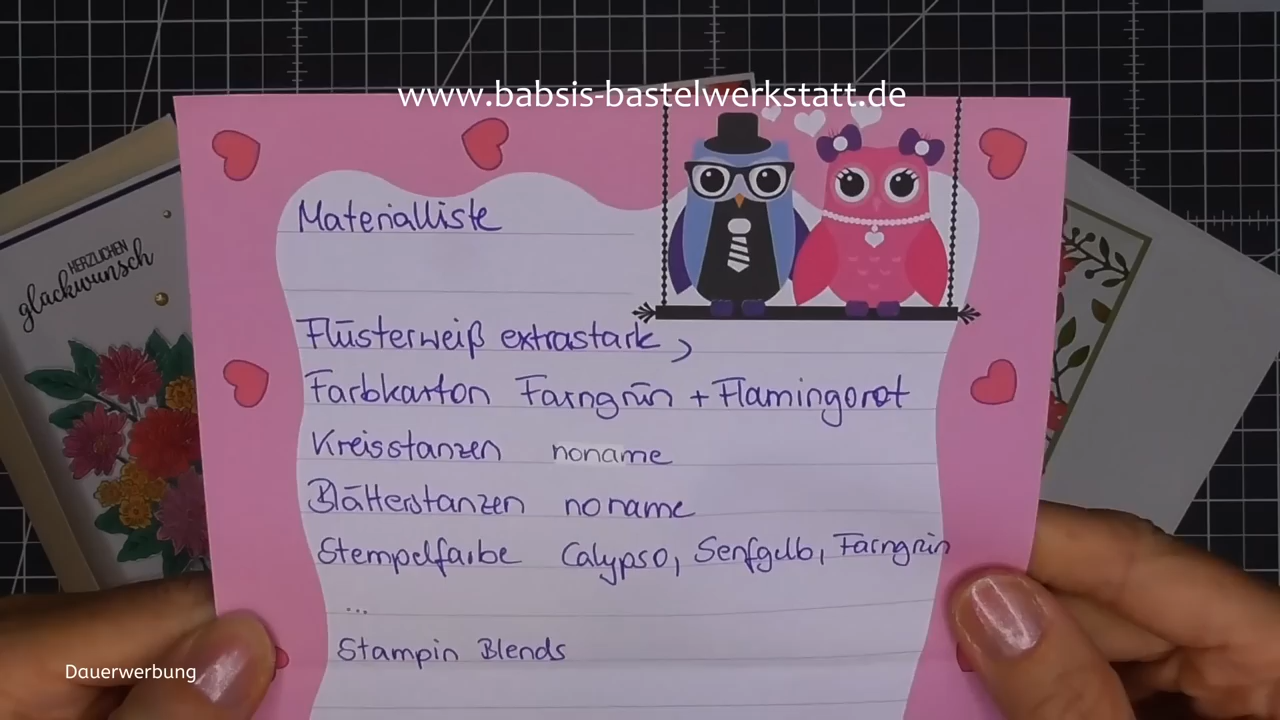 www.babsis-bastelwerkstatt.de
HERZLICHEN
glückwunsch
Materialliste
Flüsterweiß extrastark,
Farbkarton Farngrün + Flamingorot
Kreisstanzen noname
Blätterstanzen noname
Stempelfarbe Calypso, Senfgelb, Farngrün
...
Stampin Blends
Dauerwerbung